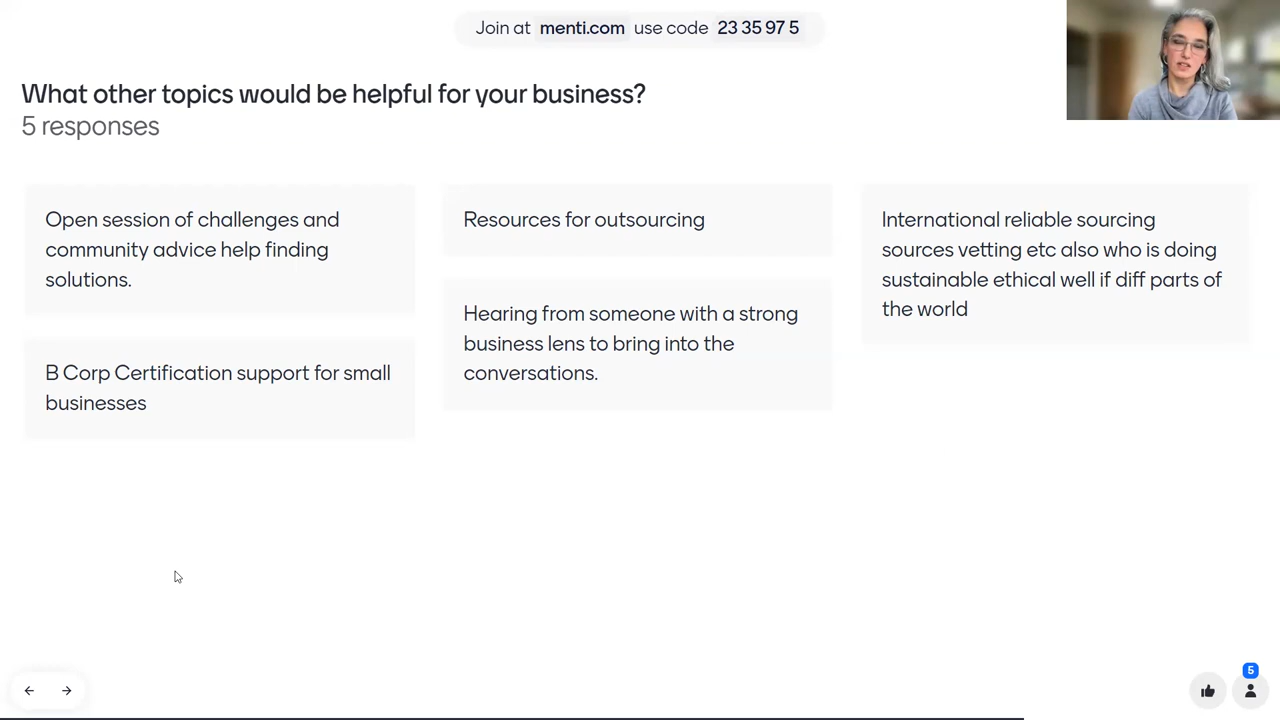 Join at menti.com use code 23 35 97 5
What other topics would be helpful for your business?
5 responses
Open session of challenges and
community advice help finding
solutions.
B Corp Certification support for small
businesses
Resources for outsourcing
Hearing from someone with a strong
business lens to bring into the
conversations.
International reliable sourcing
sources vetting etc also who is doing
sustainable ethical well if diff parts of
the world
5